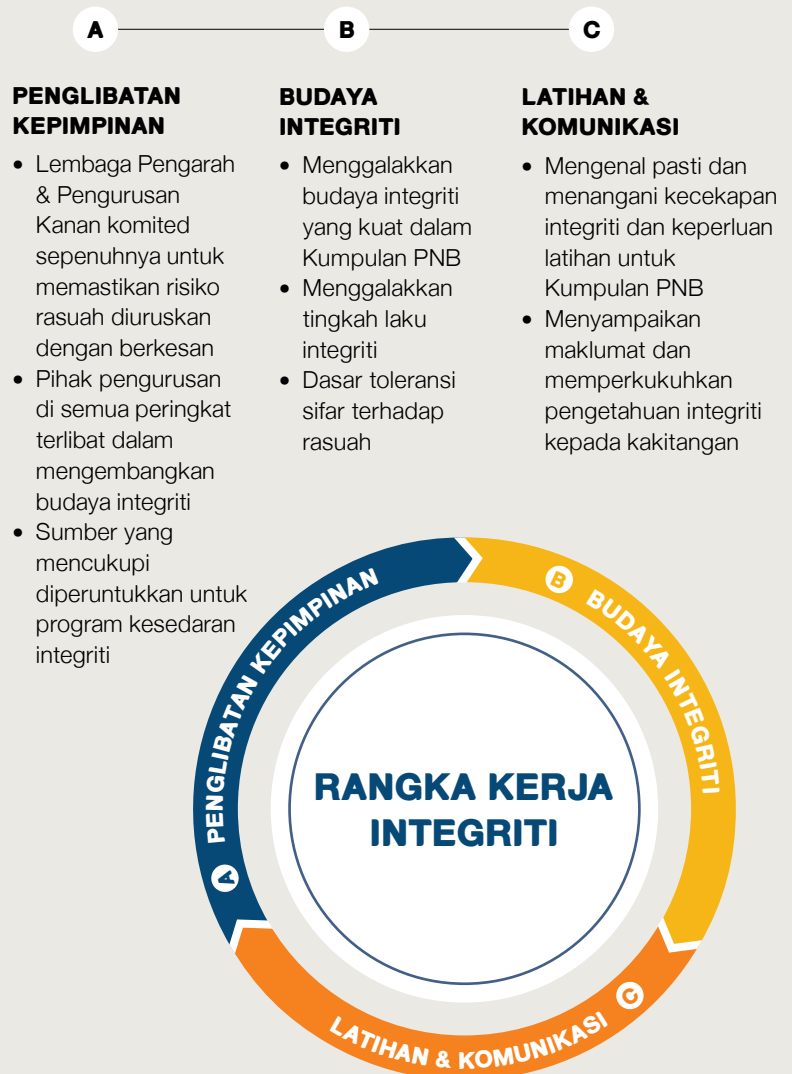 A
B
C
PENGLIBATAN
KEPIMPINAN
• Lembaga Pengarah
& Pengurusan
Kanan komited
sepenuhnya untuk
memastikan risiko
rasuah diuruskan
dengan berkesan
• Pihak pengurusan
di semua peringkat
terlibat dalam
mengembangkan
budaya integriti
• Sumber yang
mencukupi
diperuntukkan untuk
program kesedaran
integriti
BUDAYA
INTEGRITI
• Menggalakkan
budaya integriti
yang kuat dalam
Kumpulan PNB
• Menggalakkan
tingkah laku
integriti
• Dasar toleransi
sifar terhadap
rasuah
LATIHAN &
KOMUNIKASI
• Mengenal pasti dan
menangani kecekapan
integriti dan keperluan
latihan untuk
Kumpulan PNB
• Menyampaikan
maklumat dan
memperkukuhkan
pengetahuan integriti
kepada kakitangan
A PENGLIBATAN KEPIMPINAN
B BUDAYA INTEGRITI
LATIHAN & KOMUNIKASI C
RANGKA KERJA
INTEGRITI